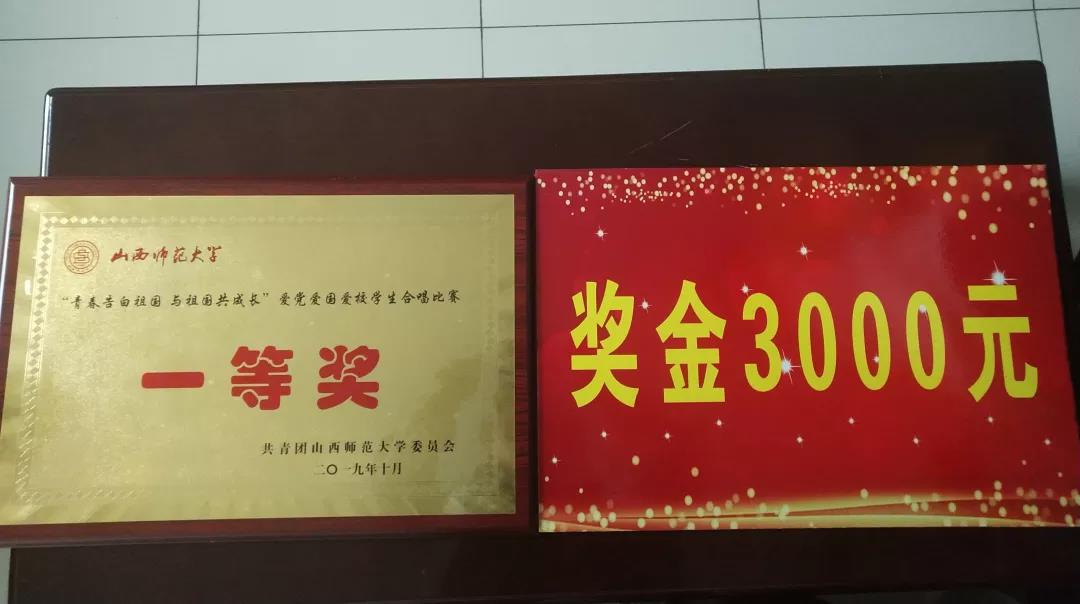 山西师范大学
“青春告白祖国 与祖国共成长”爱党爱国爱校学生合唱比赛
一等奖
共青团山西师范大学委员会
二〇一九年十月
奖金3000元